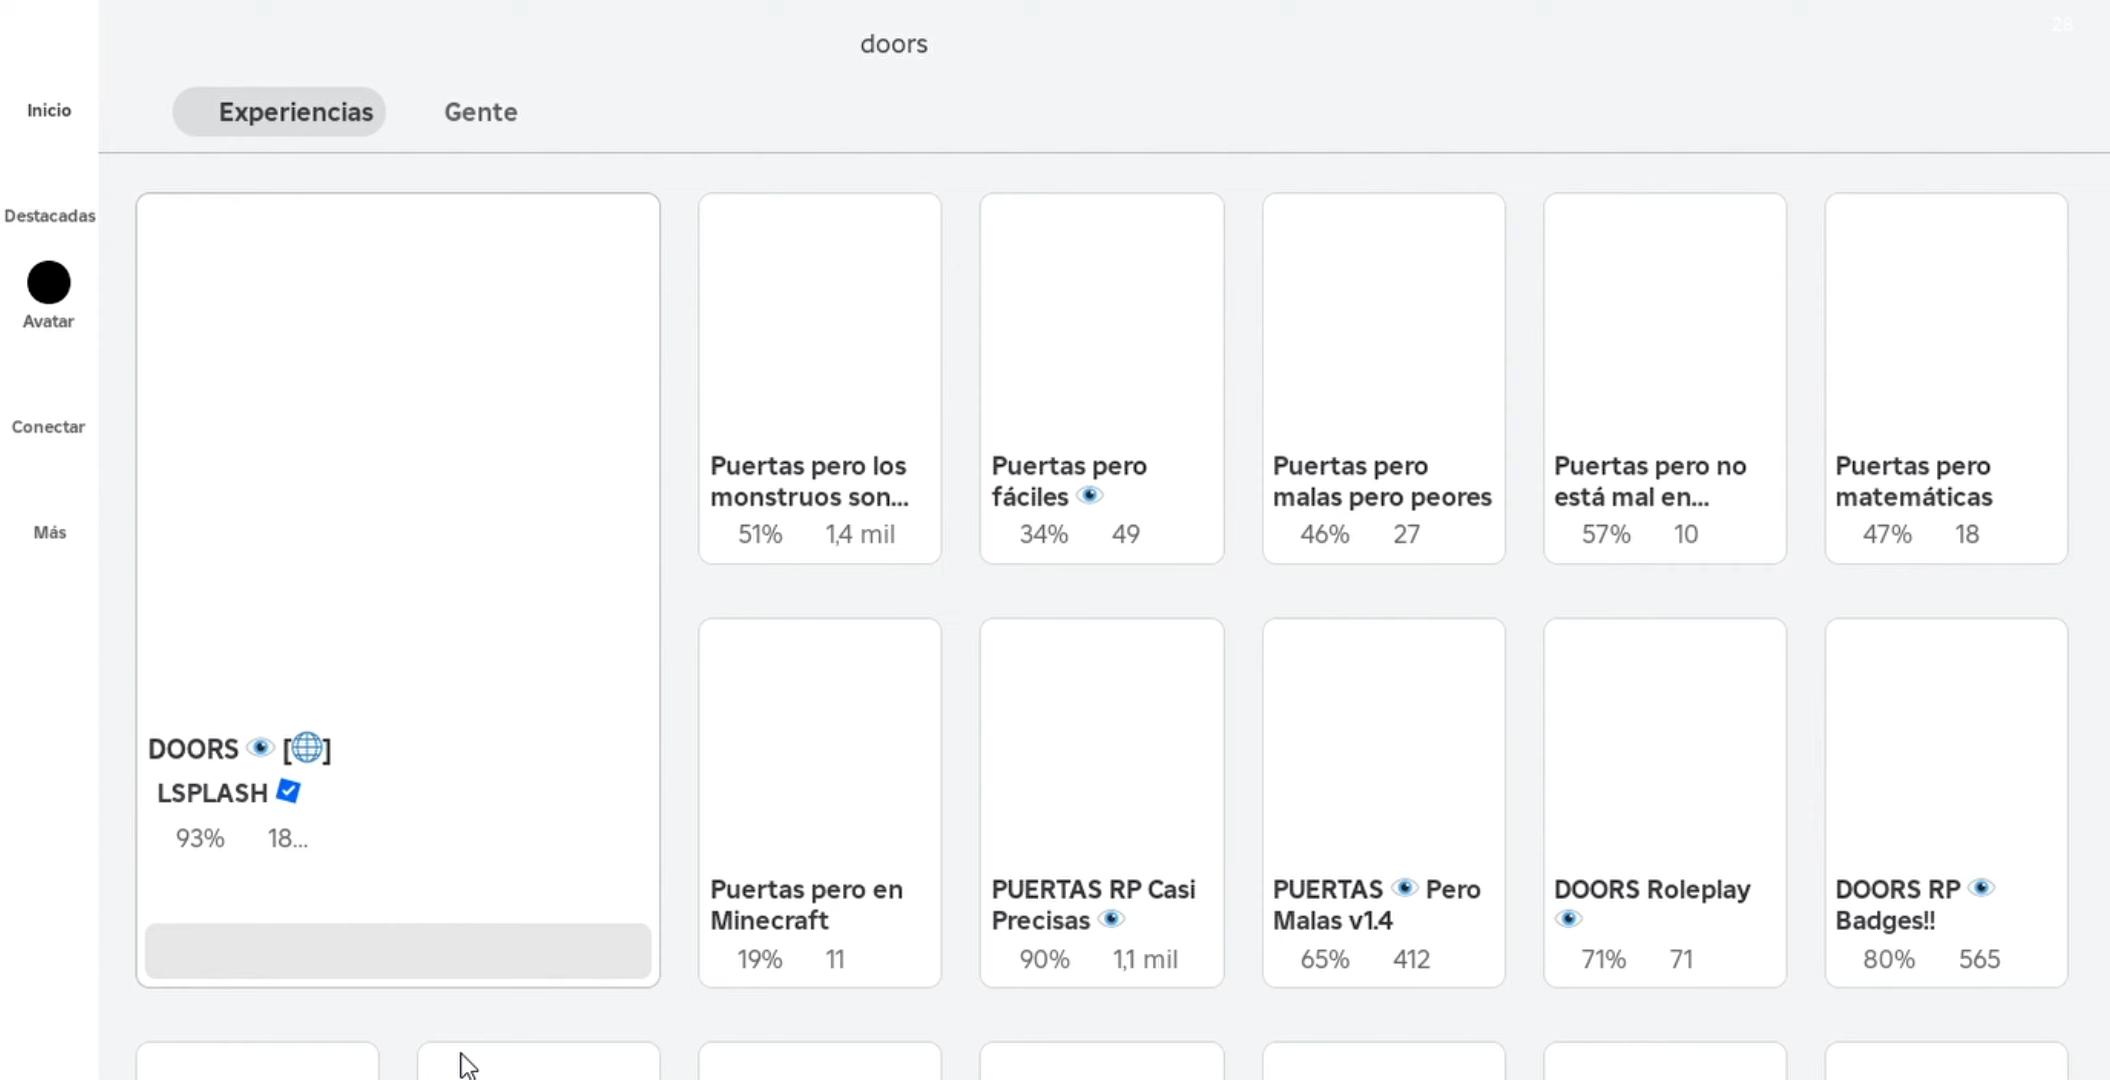 28
doors
Inicio
Experiencias
Gente
Destacadas
Avatar
Conectar
Más
DOORS 👁 [🌐]
LSPLASH
93% 18...
Puertas pero los
monstruos son...
51% 1,4 mil
Puertas pero
fáciles 👁
34% 49
Puertas pero
malas pero peores
46% 27
Puertas pero no
está mal en...
57% 10
Puertas pero
matemáticas
47% 18
Puertas pero en
Minecraft
19% 11
PUERTAS RP Casi
Precisas 👁
90% 1,1 mil
PUERTAS 👁 Pero
Malas v1.4
65% 412
DOORS Roleplay
👁
71% 71
DOORS RP 👁
Badges!!
80% 565